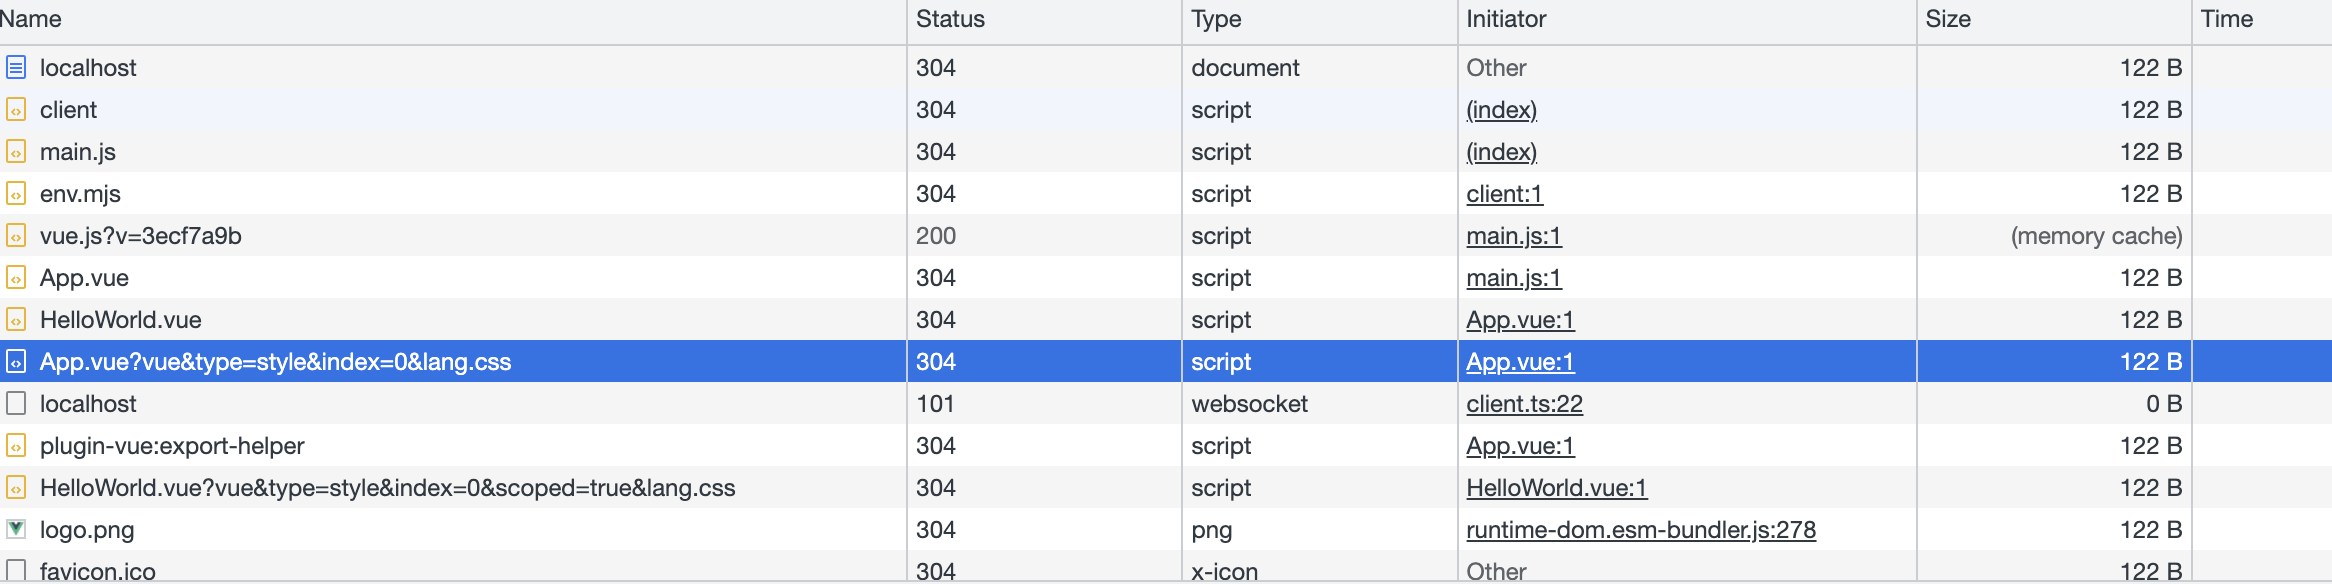 Name Status Type Initiator Size Time
localhost 304 document Other 122 B
client 304 script (index) 122 B
main.js 304 script (index) 122 B
env.mjs 304 script client:1 122 B
vue.js?v=3ecf7a9b 200 script main.js:1 (memory cache)
App.vue 304 script main.js:1 122 B
HelloWorld.vue 304 script App.vue:1 122 B
App.vue?vue&type=style&index=0&lang.css 304 script App.vue:1 122 B
localhost 101 websocket client.ts:22 0 B
plugin-vue:export-helper 304 script App.vue:1 122 B
HelloWorld.vue?vue&type=style&index=0&scoped=true&lang.css 304 script HelloWorld.vue:1 122 B
logo.png 304 png runtime-dom.esm-bundler.js:278 122 B
favicon.ico 304 x-icon Other 122 B